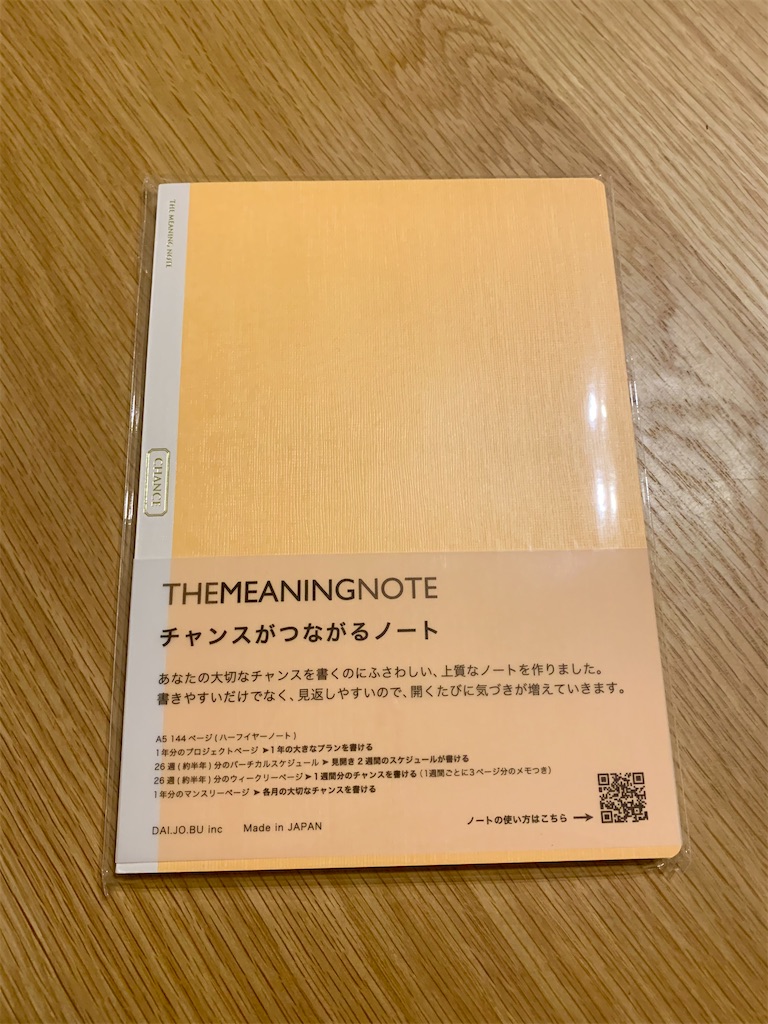 THE MEANING NOTE
CHANCE
THEMEANINGNOTE
チャンスがつながるノート
あなたの大切なチャンスを書くのにふさわしい、上質なノートを作りました。
書きやすいだけでなく、見返しやすいので、開くたびに気づきが増えていきます。
A5 144ページ(ハーフイヤーノート)
1年分のプロジェクトページ ➤1年の大きなプランを書ける
26週(約半年)分のバーチカルスケジュール ➤ 見開き2週間のスケジュールが書ける
26週(約半年)分のウィークリーページ ➤ 1週間分のチャンスを書ける(1週間ごとに3ページ分のメモつき)
1年分のマンスリーページ ➤ 各月の大切なチャンスを書ける
ノートの使い方はこちら →
DAI.JO.BU inc Made in JAPAN